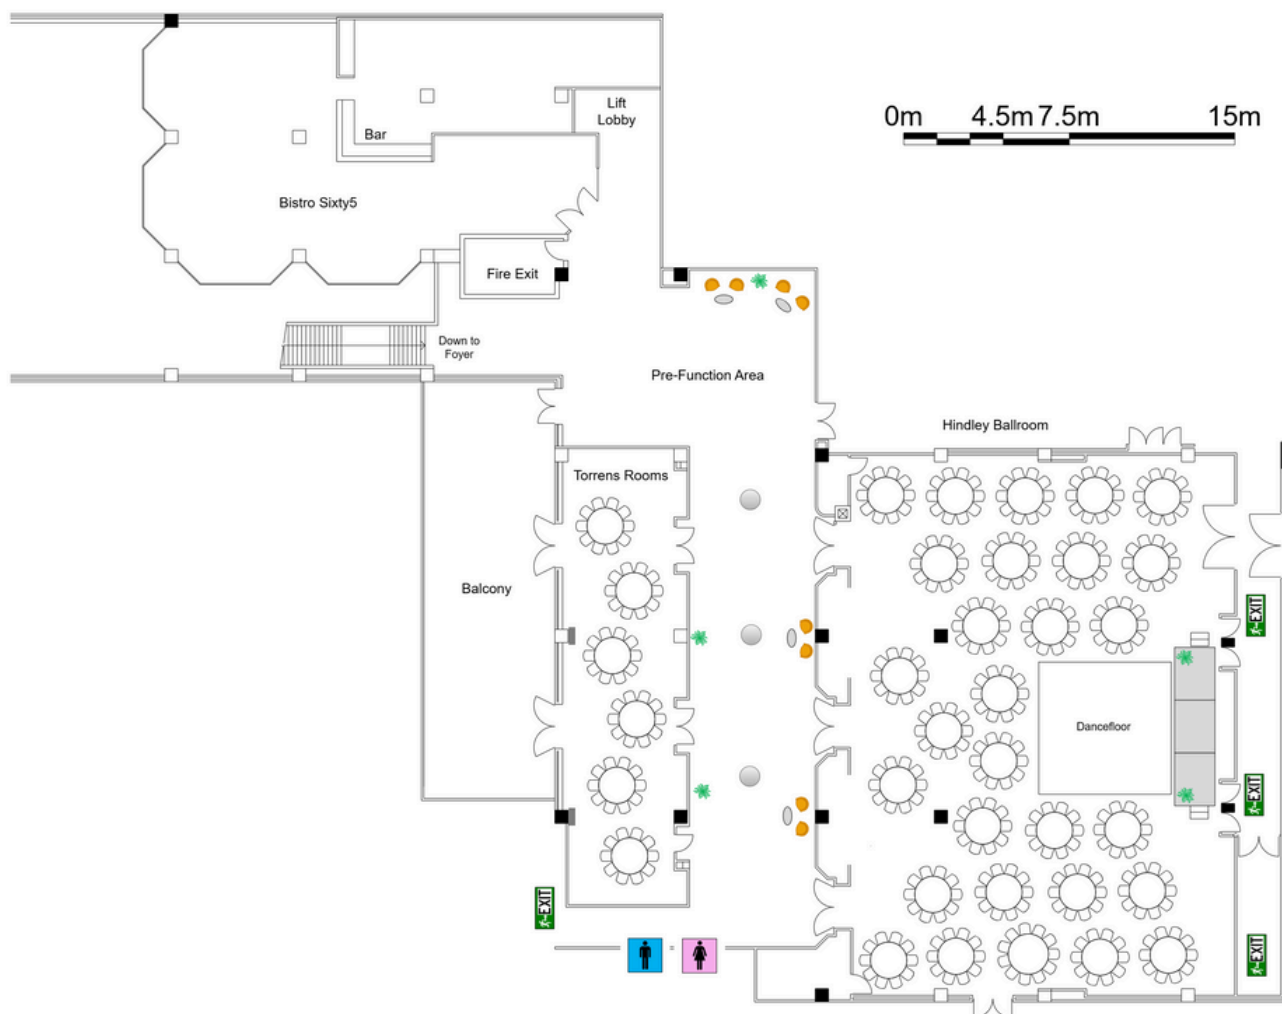 Lift
Lobby
0m 4.5m 7.5m 15m
Bar
Bistro Sixty5
Fire Exit
Down to
Foyer
Pre-Function Area
Hindley Ballroom
Torrens Rooms
Balcony
EXIT
Dancefloor
EXIT
EXIT
EXIT